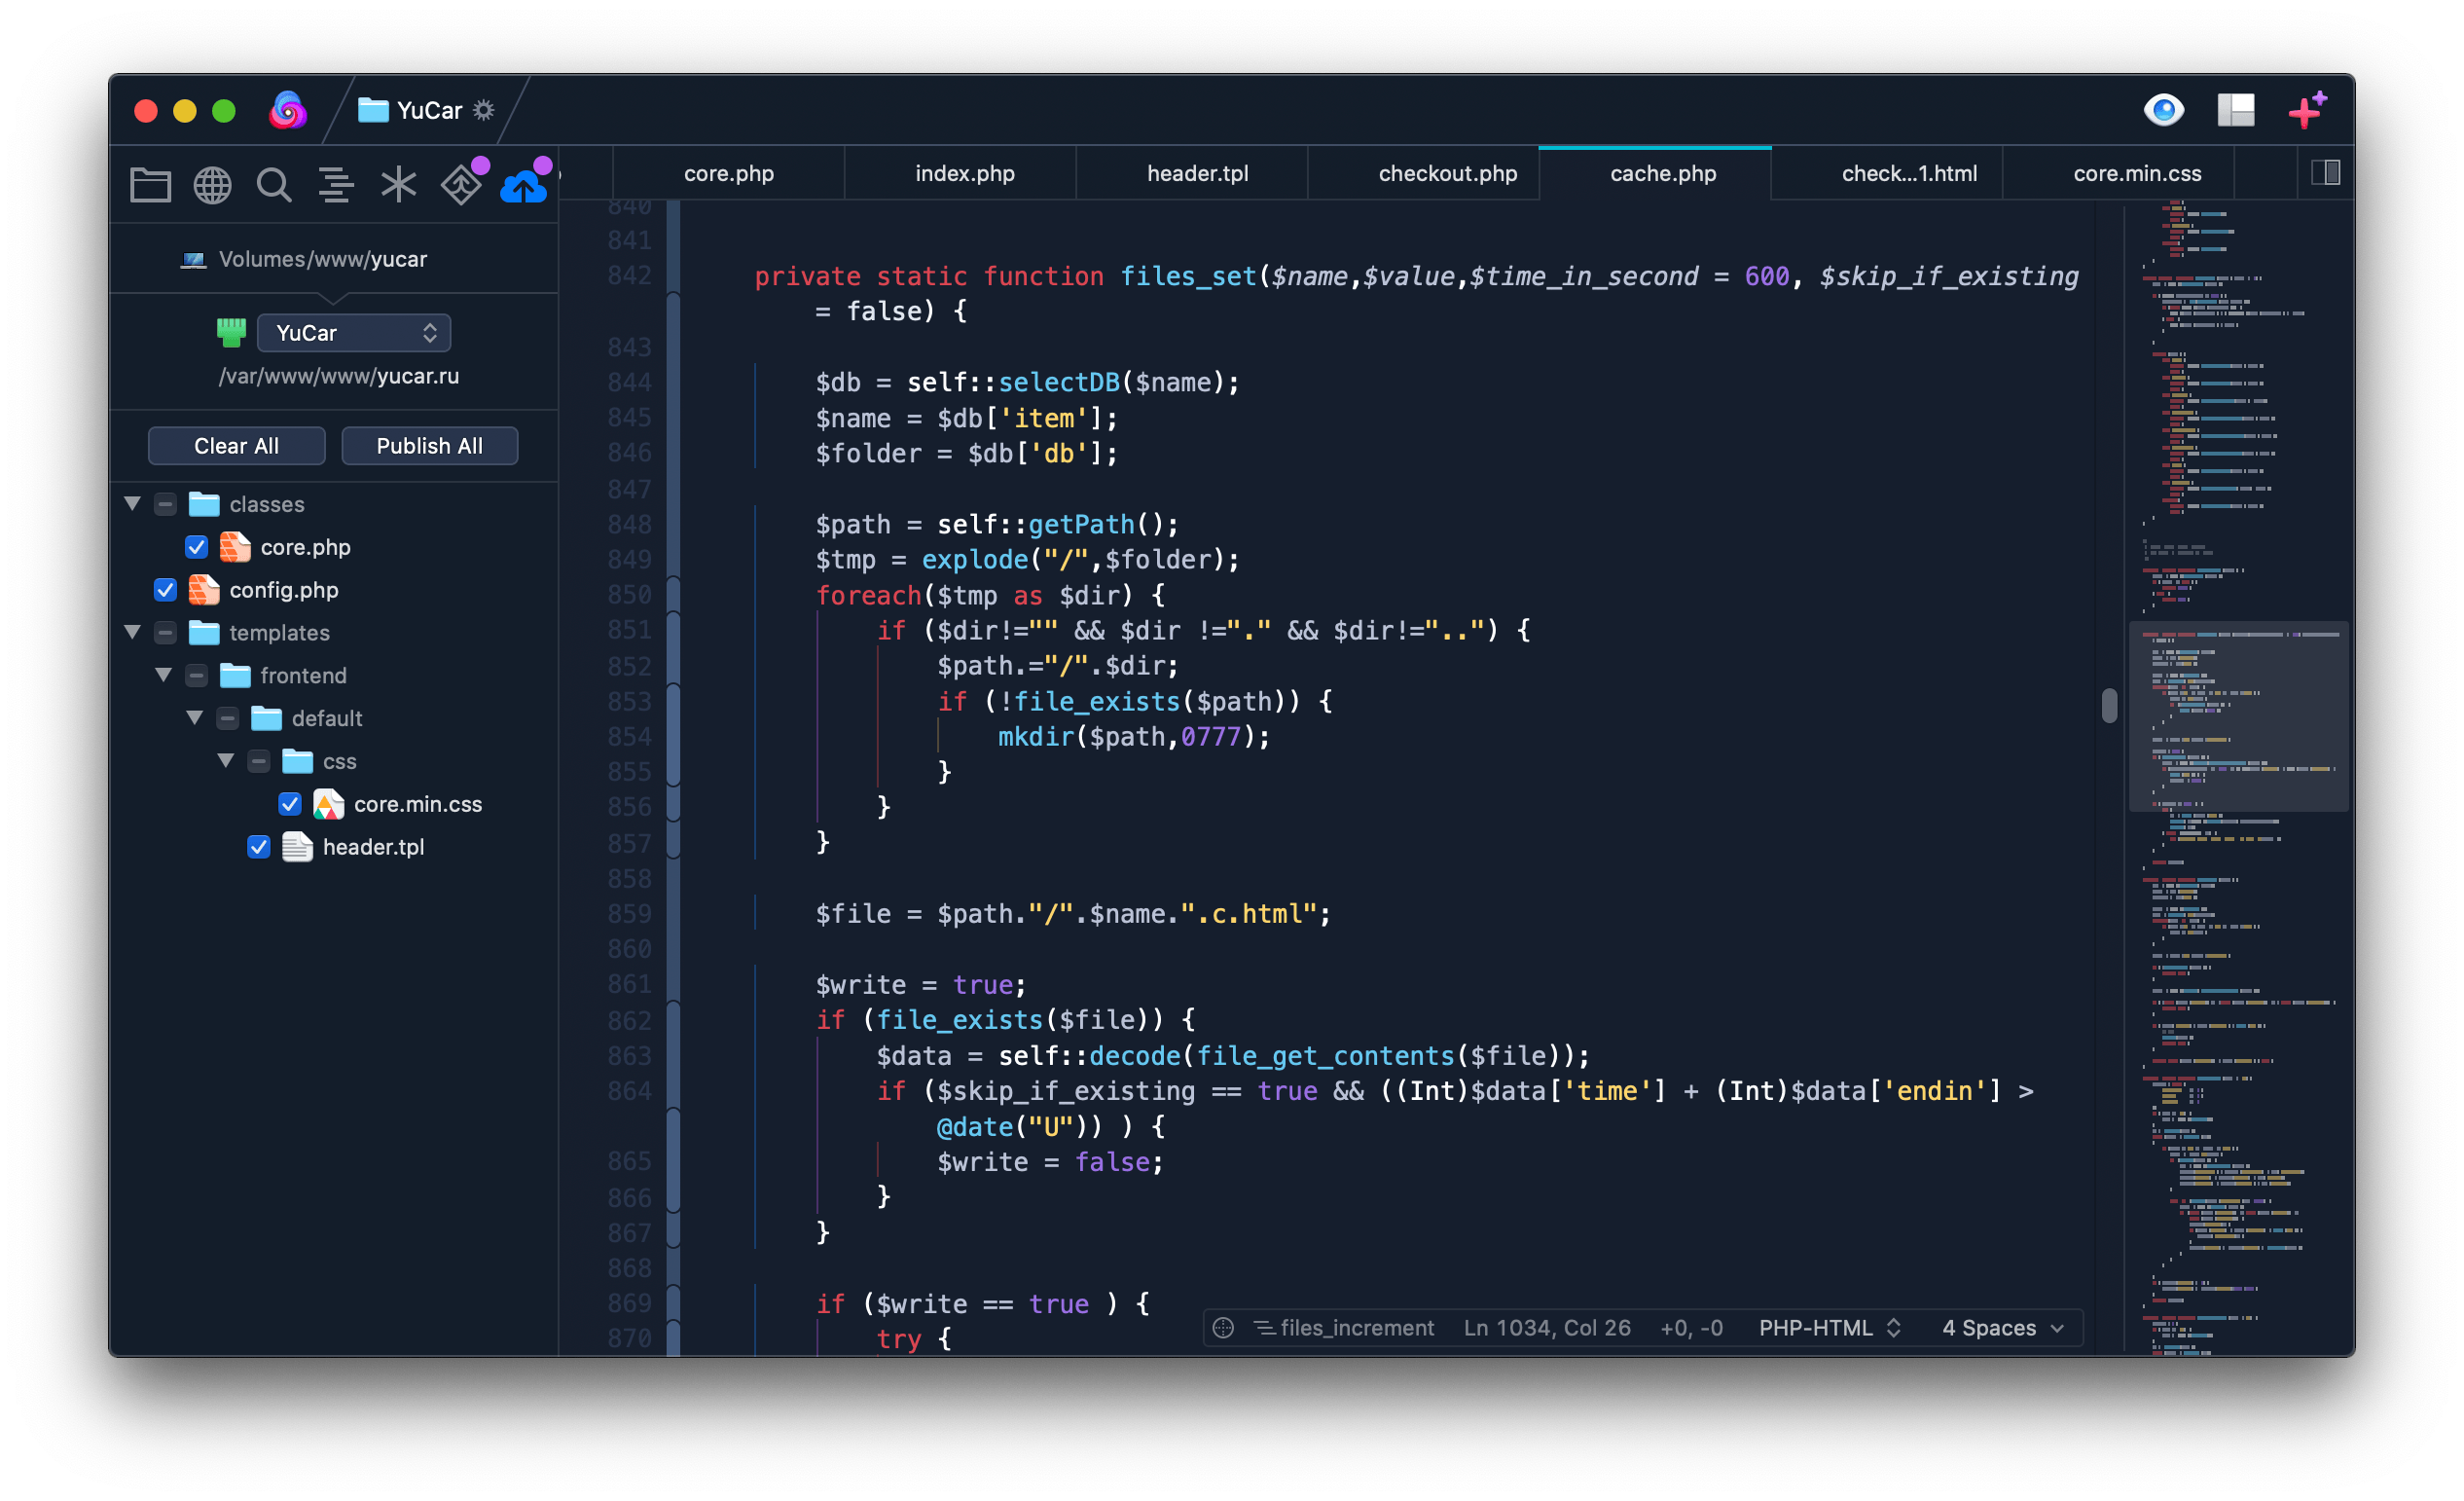 YuCar
core.php
index.php
header.tpl
checkout.php
cache.php
check...1.html
core.min.css
Volumes/www/yucar
YuCar
/var/www/www/yucar.ru
Clear All
Publish All
classes
core.php
config.php
templates
frontend
default
css
core.min.css
header.tpl
840
841
842 private static function files_set($name,$value,$time_in_second = 600, $skip_if_existing
= false) {
843
844 $db = self::selectDB($name);
845 $name = $db['item'];
846 $folder = $db['db'];
847
848 $path = self::getPath();
849 $tmp = explode("/",$folder);
850 foreach($tmp as $dir) {
851 if ($dir!="" && $dir !="." && $dir!="..") {
852 $path.="/".$dir;
853 if (!file_exists($path)) {
854 mkdir($path,0777);
855 }
856 }
857 }
858
859 $file = $path."/".$name.".c.html";
860
861 $write = true;
862 if (file_exists($file)) {
863 $data = self::decode(file_get_contents($file));
864 if ($skip_if_existing == true && ((Int)$data['time'] + (Int)$data['endin'] >
@date("U")) ) {
865 $write = false;
866 }
867 }
868
869 if ($write == true ) {
870 try {
files_increment
Ln 1034, Col 26
+0, -0
PHP-HTML
4 Spaces